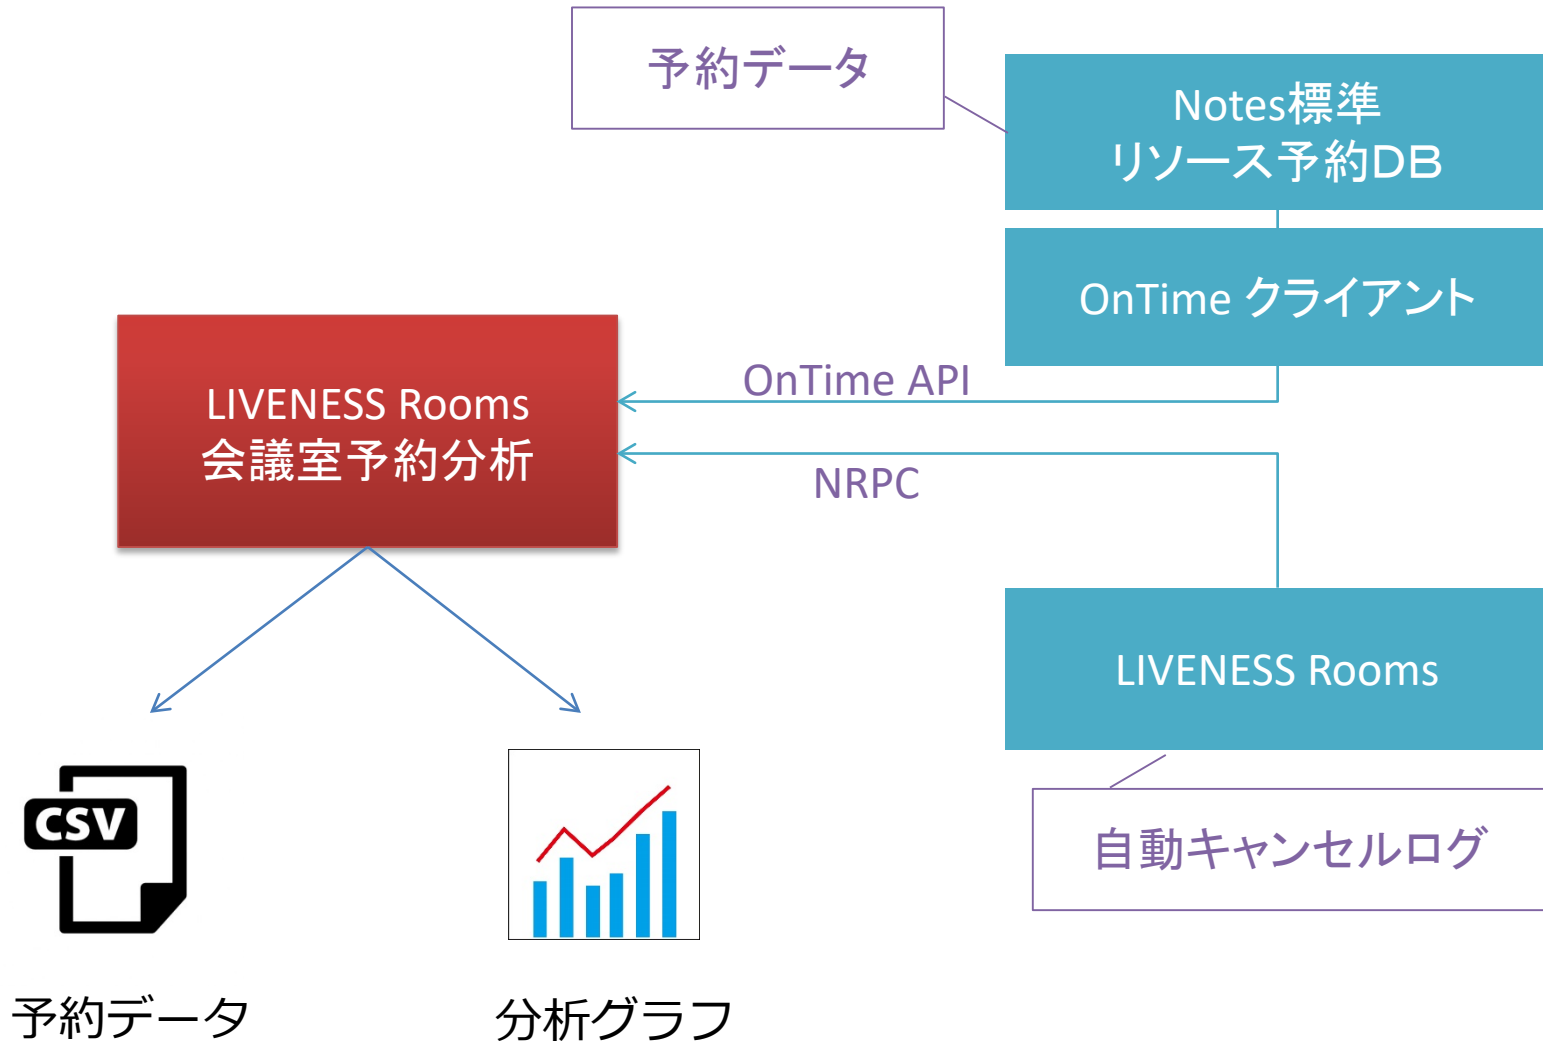 予約データ
Notes標準
リソース予約ＤＢ
OnTime クライアント
OnTime API
LIVENESS Rooms
会議室予約分析
NRPC
LIVENESS Rooms
自動キャンセルログ
CSV
予約データ
分析グラフ